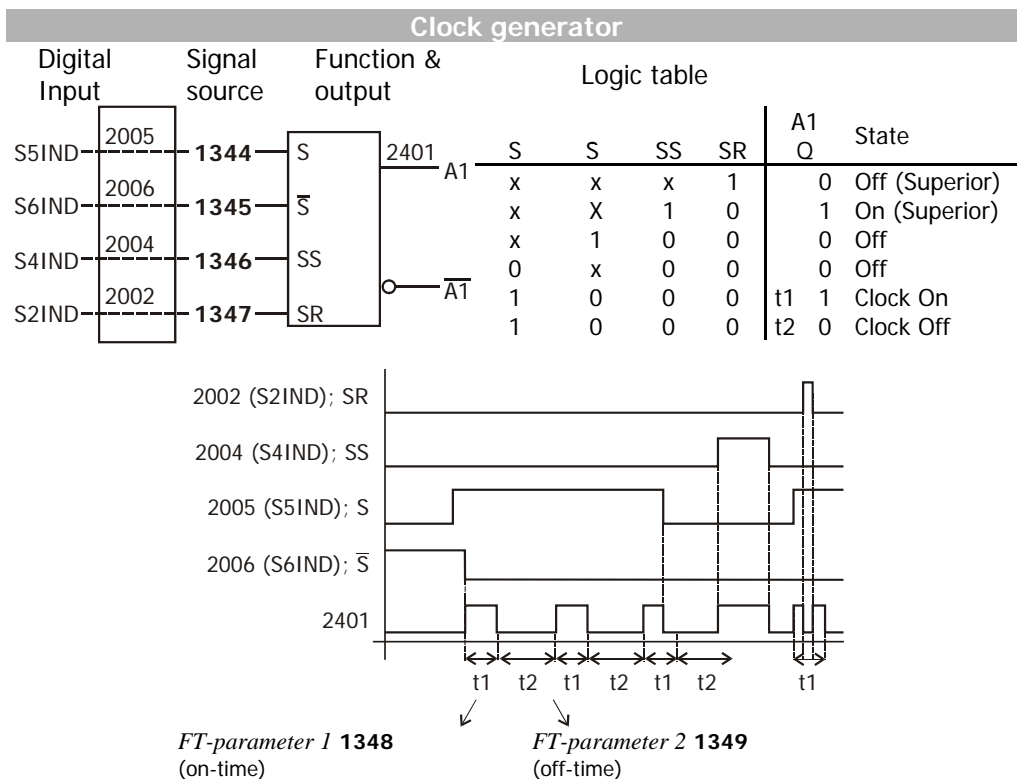 Clock generator
Digital Input
Signal source
Function & output
Logic table
S5IND 2005 1344 S 2401 A1
S6IND 2006 1345 S̅
S4IND 2004 1346 SS A̅1̅
S2IND 2002 1347 SR
S S SS SR A1 Q State
x x x 1 0 Off (Superior)
x X 1 0 1 On (Superior)
x 1 0 0 0 Off
0 x 0 0 0 Off
1 0 0 0 t1 1 Clock On
1 0 0 0 t2 0 Clock Off
2002 (S2IND); SR
2004 (S4IND); SS
2005 (S5IND); S
2006 (S6IND); S̅
2401
t1 t2 t1 t2 t1 t2 t1
FT-parameter 1 1348 FT-parameter 2 1349
(on-time) (off-time)